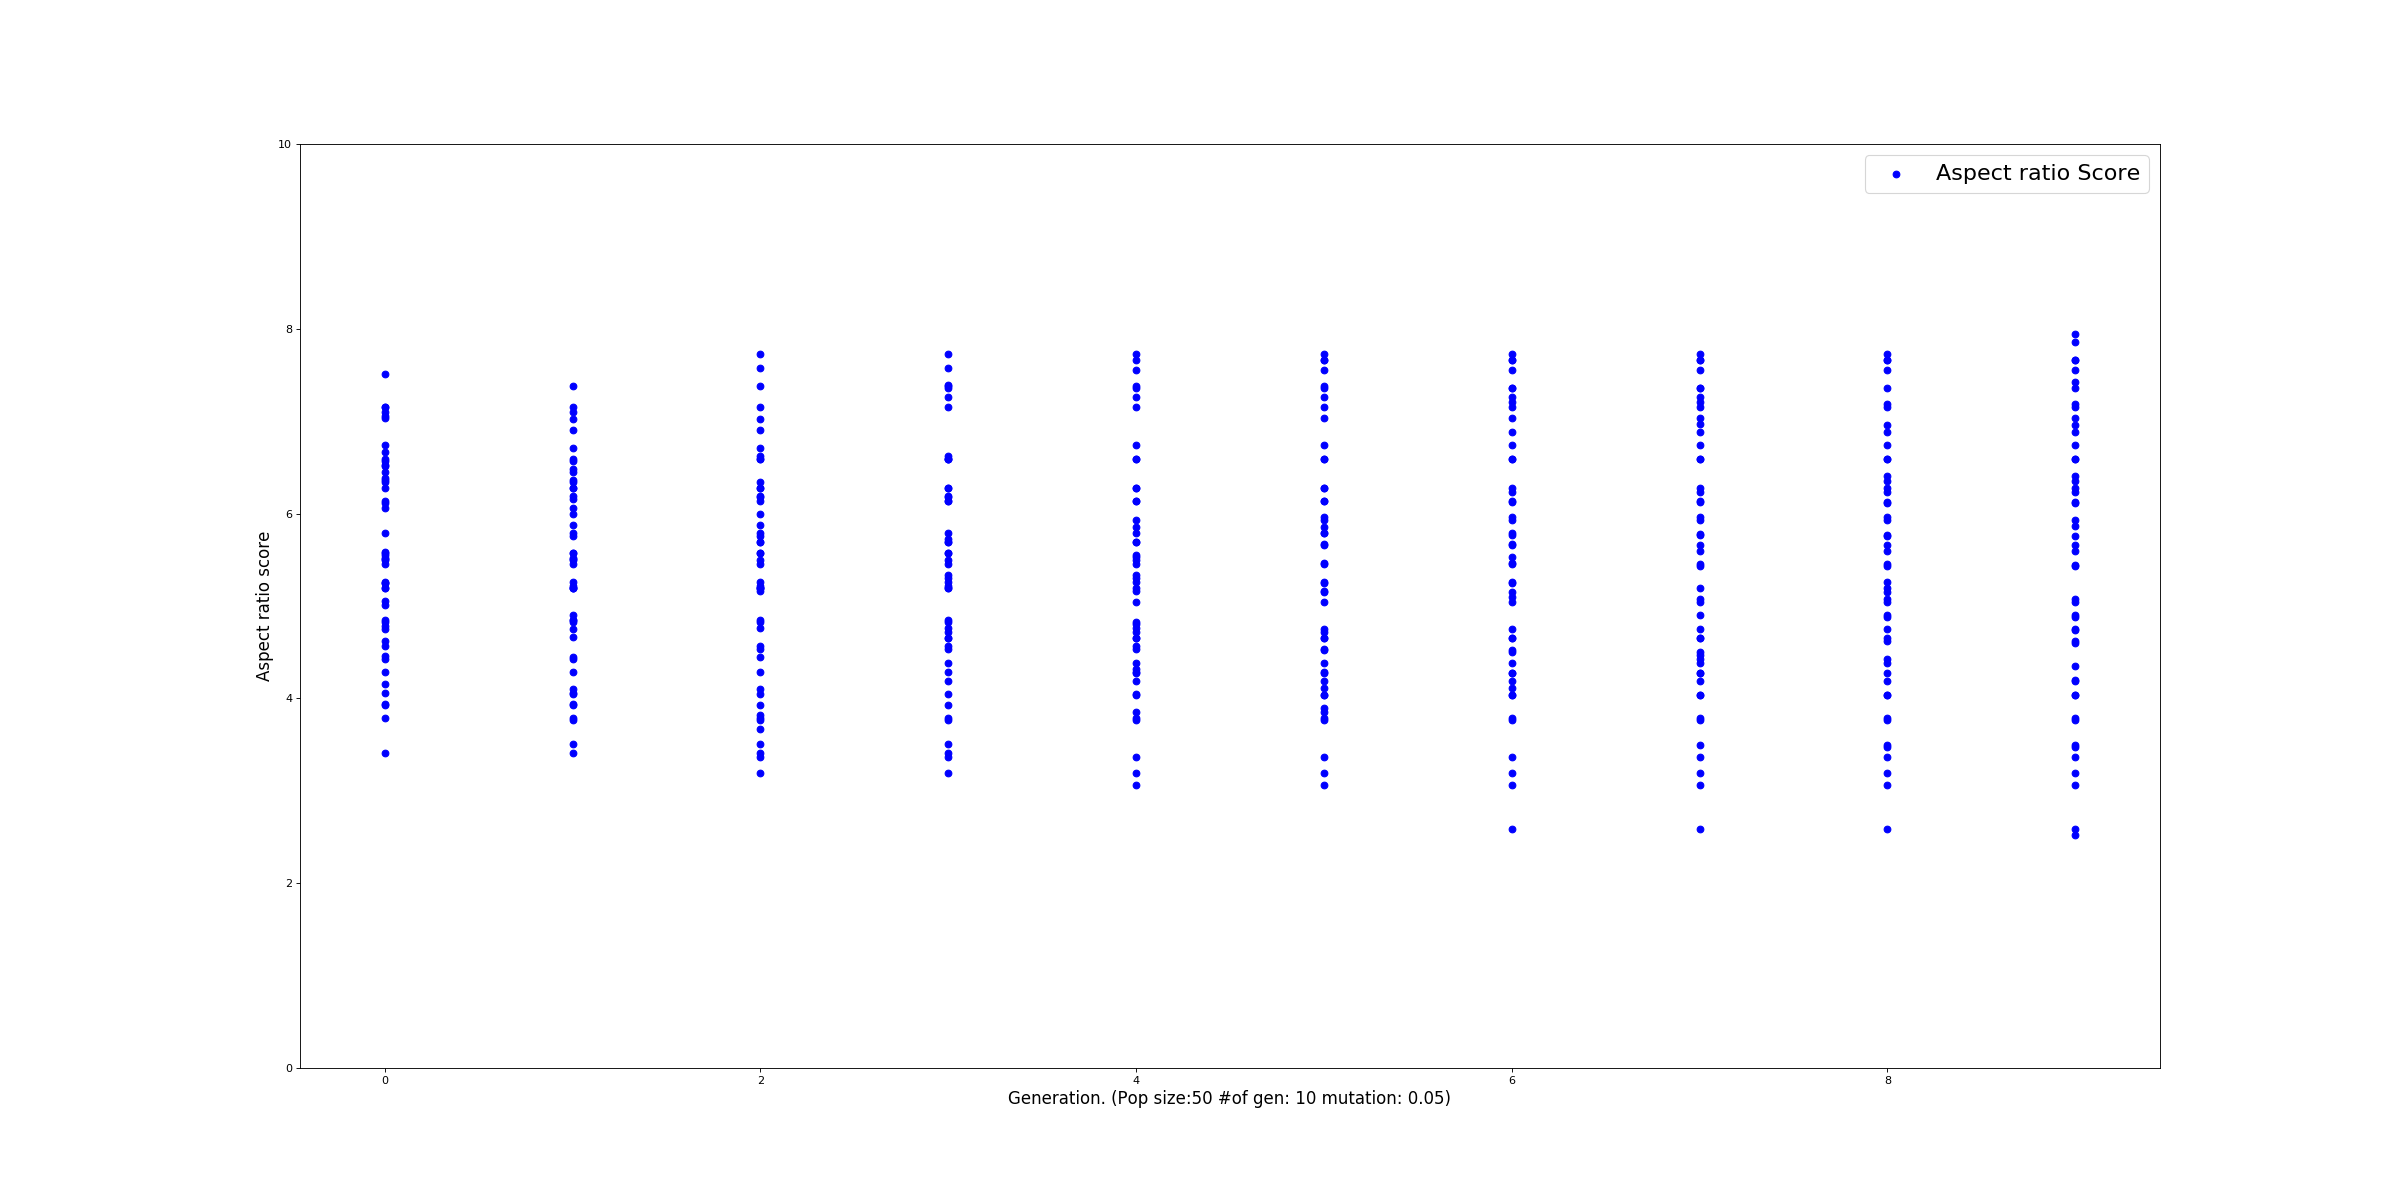 10
8
6
4
2
0
Aspect ratio score
Aspect ratio Score
0 2 4 6 8
Generation. (Pop size:50 #of gen: 10 mutation: 0.05)